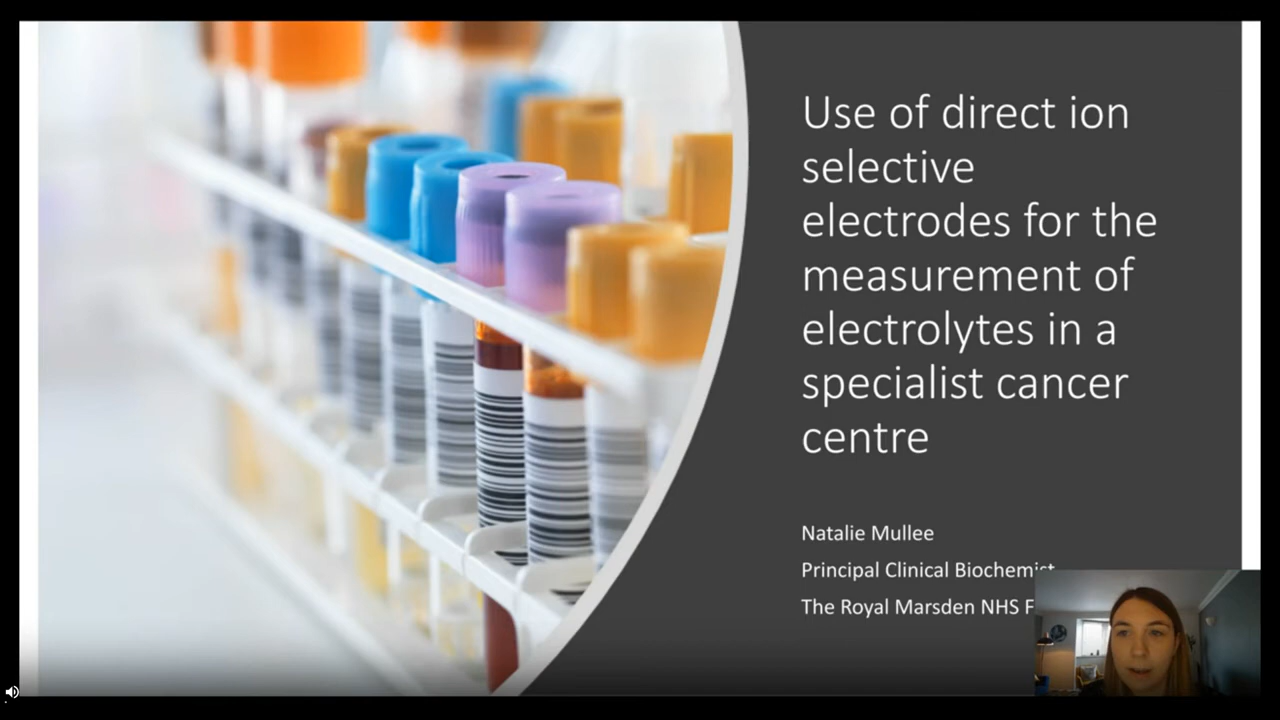 Use of direct ion
selective
electrodes for the
measurement of
electrolytes in a
specialist cancer
centre
Natalie Mullee
Principal Clinical Biochemist
The Royal Marsden NHS F